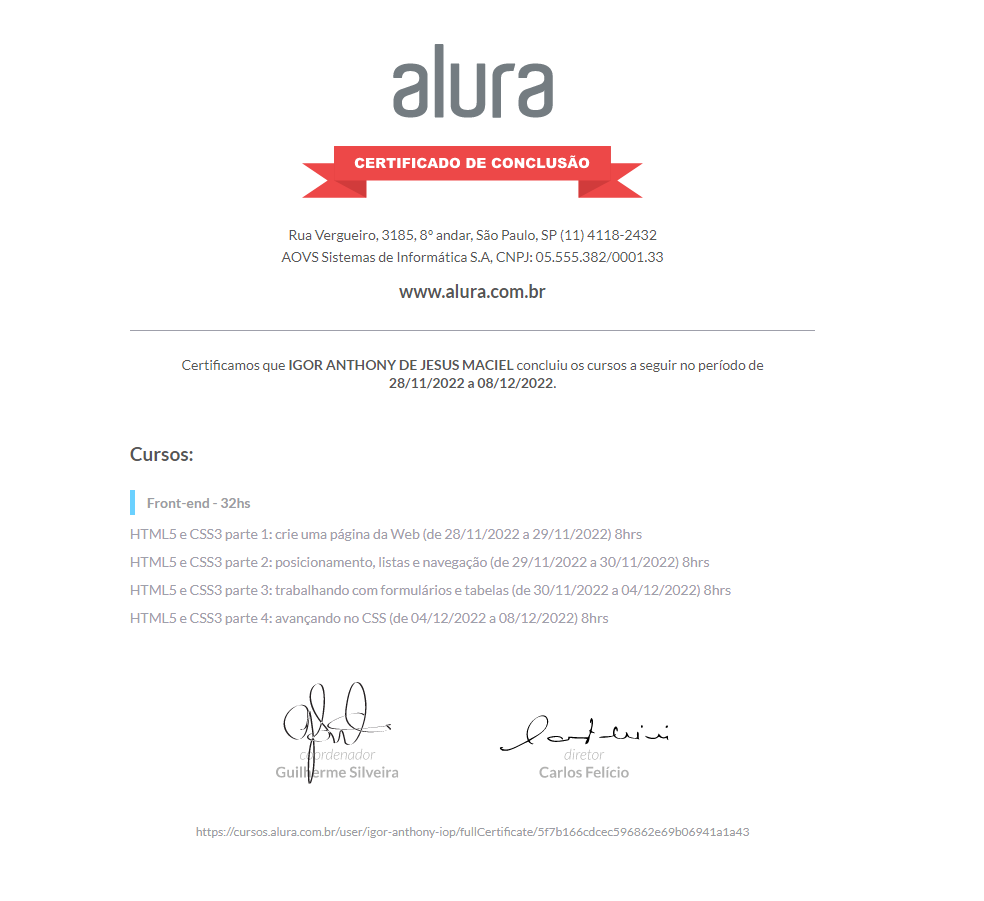 alura
CERTIFICADO DE CONCLUSÃO
Rua Vergueiro, 3185, 8º andar, São Paulo, SP (11) 4118-2432
AOVS Sistemas de Informática S.A, CNPJ: 05.555.382/0001.33
www.alura.com.br
Certificamos que IGOR ANTHONY DE JESUS MACIEL concluiu os cursos a seguir no período de
28/11/2022 a 08/12/2022.
Cursos:
Front-end - 32hs
HTML5 e CSS3 parte 1: crie uma página da Web (de 28/11/2022 a 29/11/2022) 8hrs
HTML5 e CSS3 parte 2: posicionamento, listas e navegação (de 29/11/2022 a 30/11/2022) 8hrs
HTML5 e CSS3 parte 3: trabalhando com formulários e tabelas (de 30/11/2022 a 04/12/2022) 8hrs
HTML5 e CSS3 parte 4: avançando no CSS (de 04/12/2022 a 08/12/2022) 8hrs
coordenador
Guilherme Silveira
diretor
Carlos Felício
https://cursos.alura.com.br/user/igor-anthony-iop/fullCertificate/5f7b166cdcec596862e69b06941a1a43